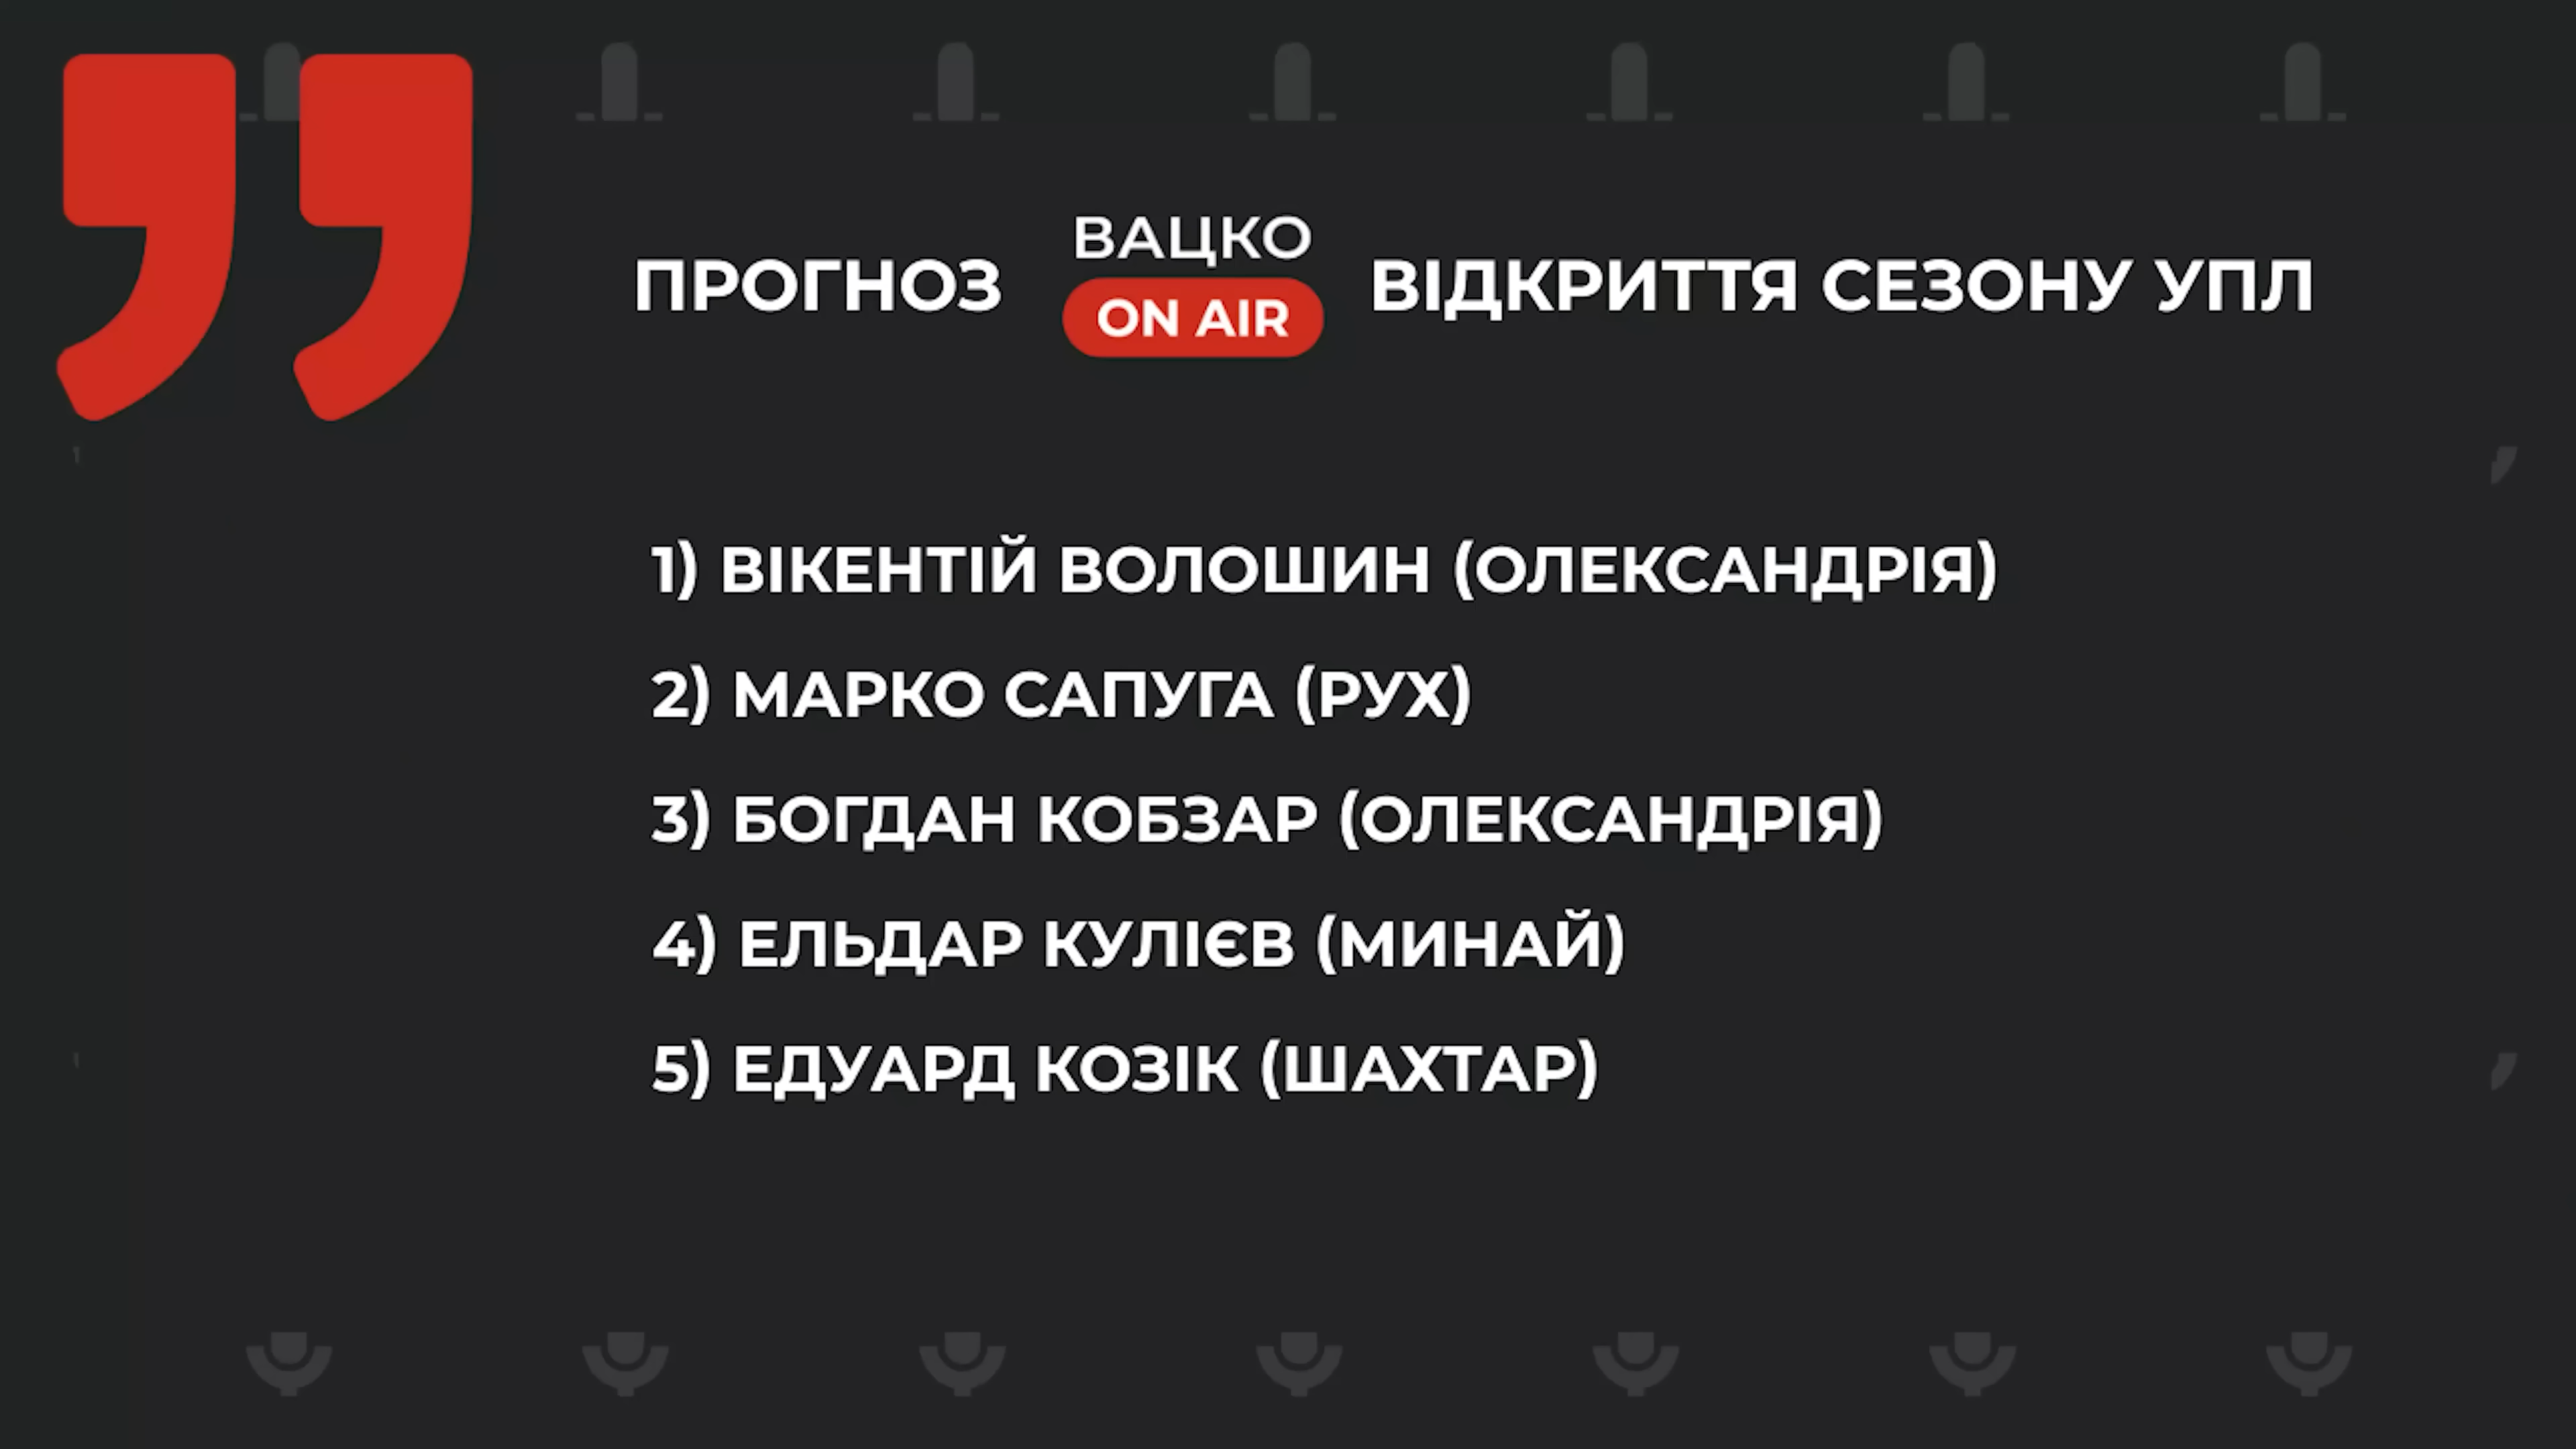 ПРОГНОЗ ВАЦКО ON AIR ВІДКРИТТЯ СЕЗОНУ УПЛ
1) ВІКЕНТІЙ ВОЛОШИН (ОЛЕКСАНДРІЯ)
2) МАРКО САПУГА (РУХ)
3) БОГДАН КОБЗАР (ОЛЕКСАНДРІЯ)
4) ЕЛЬДАР КУЛІЄВ (МИНАЙ)
5) ЕДУАРД КОЗІК (ШАХТАР)